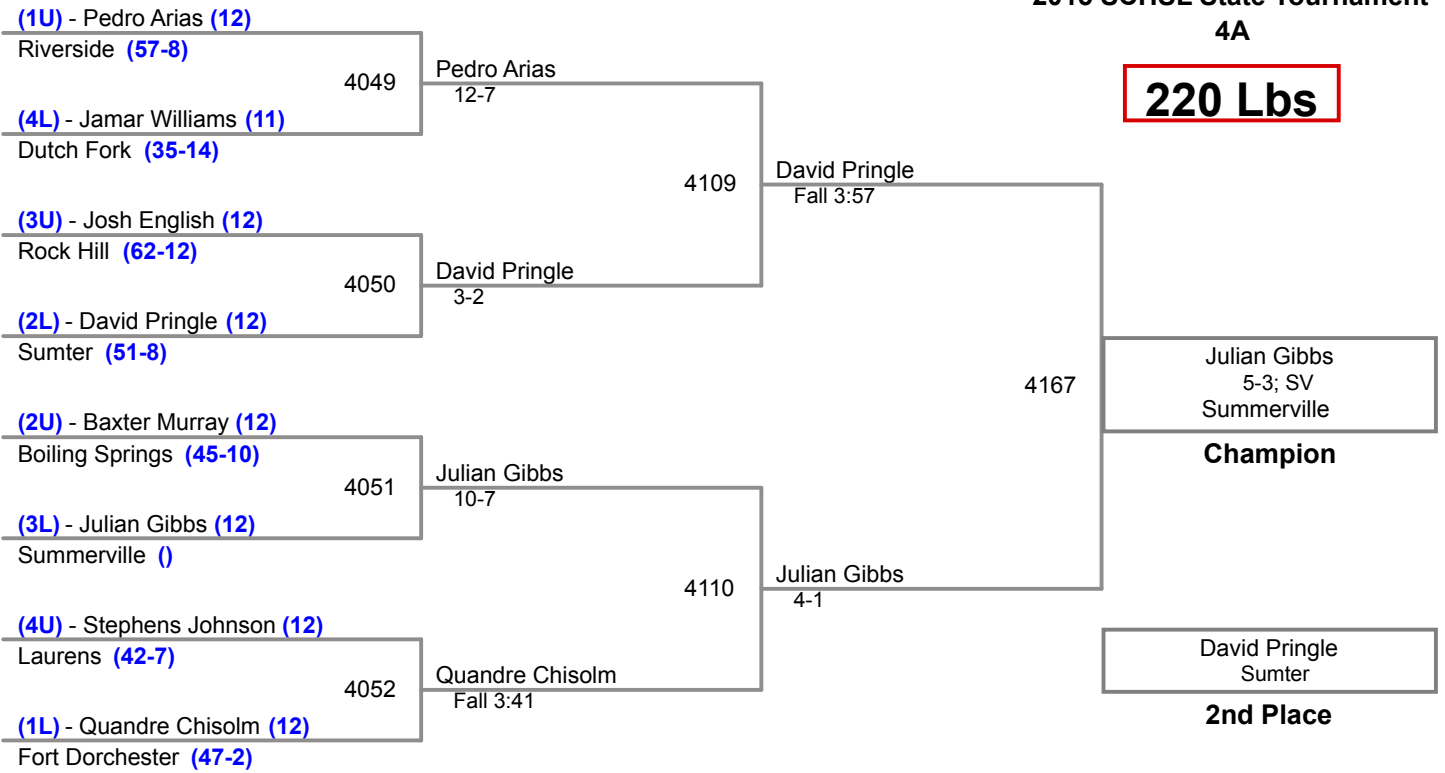 SCHSL State Tournament
4A
220 Lbs
(1U) - Pedro Arias (12)
Riverside (57-8)
4049
Pedro Arias
12-7
(4L) - Jamar Williams (11)
Dutch Fork (35-14)
4109
David Pringle
Fall 3:57
(3U) - Josh English (12)
Rock Hill (62-12)
4050
David Pringle
3-2
(2L) - David Pringle (12)
Sumter (51-8)
4167
Julian Gibbs
5-3; SV
Summerville
Champion
(2U) - Baxter Murray (12)
Boiling Springs (45-10)
4051
Julian Gibbs
10-7
(3L) - Julian Gibbs (12)
Summerville ()
4110
Julian Gibbs
4-1
(4U) - Stephens Johnson (12)
Laurens (42-7)
4052
Quandre Chisolm
Fall 3:41
(1L) - Quandre Chisolm (12)
Fort Dorchester (47-2)
David Pringle
Sumter
2nd Place